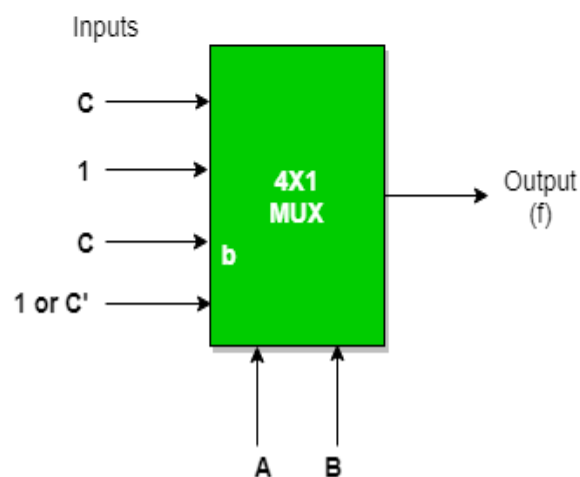 Inputs
C
1
C
1 or C'
4X1
MUX
b
Output
(f)
A
B